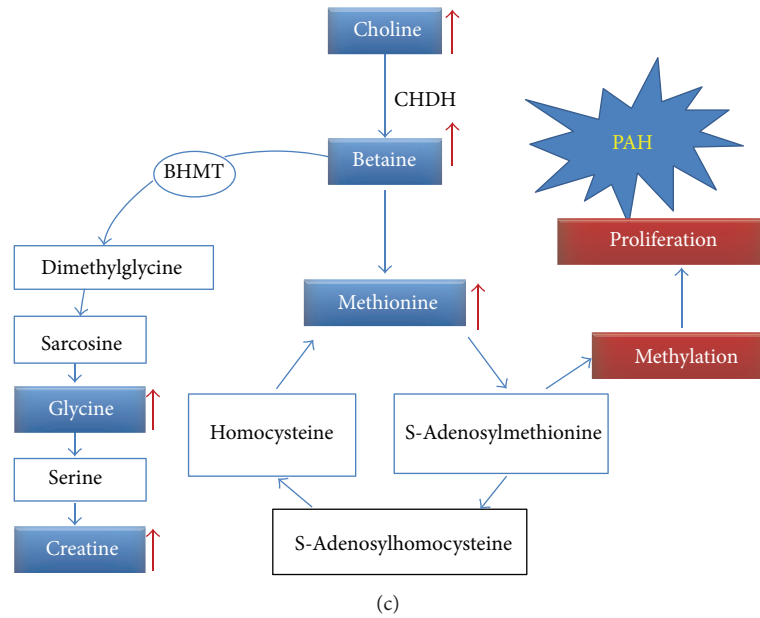 Choline
CHDH
Betaine
PAH
BHMT
Proliferation
Dimethylglycine
Methionine
Sarcosine
Methylation
Glycine
Homocysteine
S-Adenosylmethionine
Serine
S-Adenosylhomocysteine
Creatine
(c)